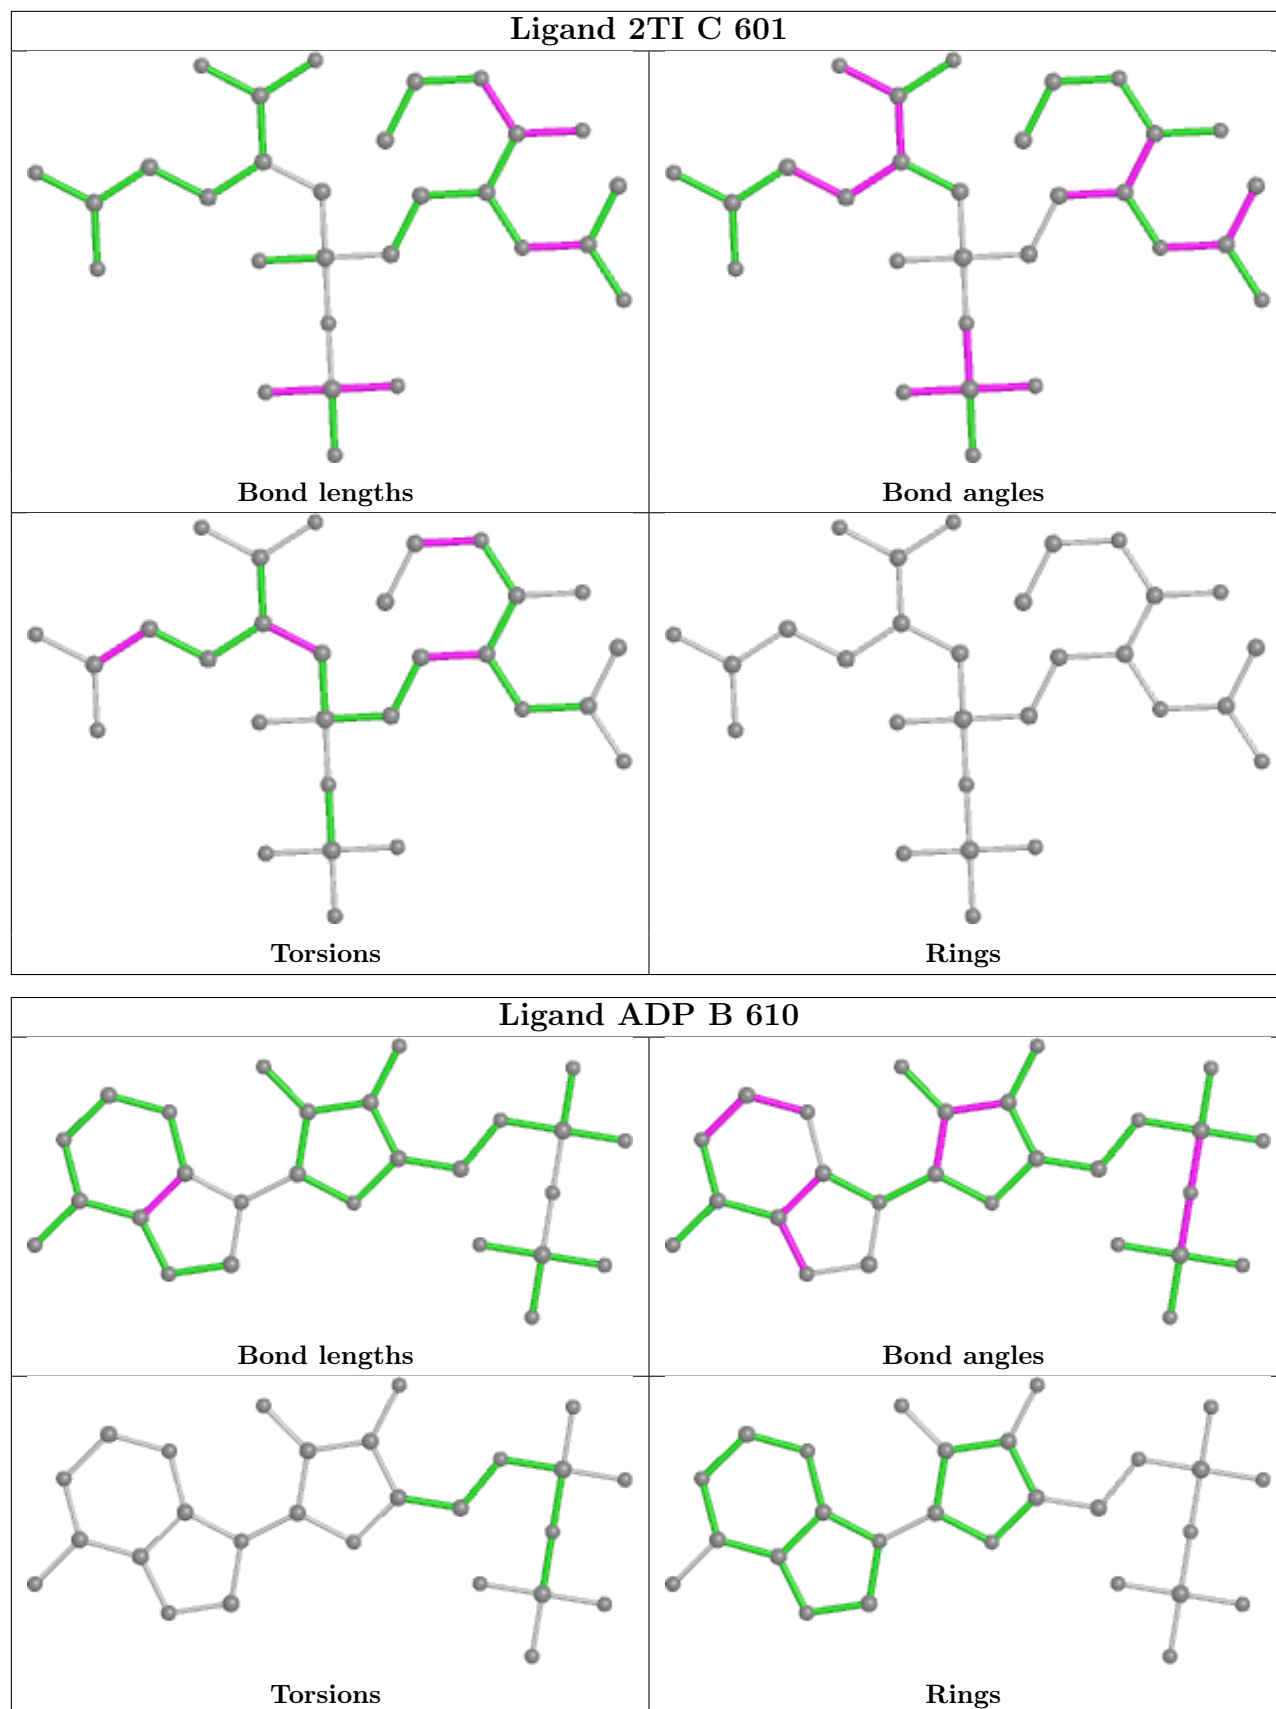 Ligand 2TI C 601
Bond lengths
Bond angles
Torsions
Rings
Ligand ADP B 610
Bond lengths
Bond angles
Torsions
Rings